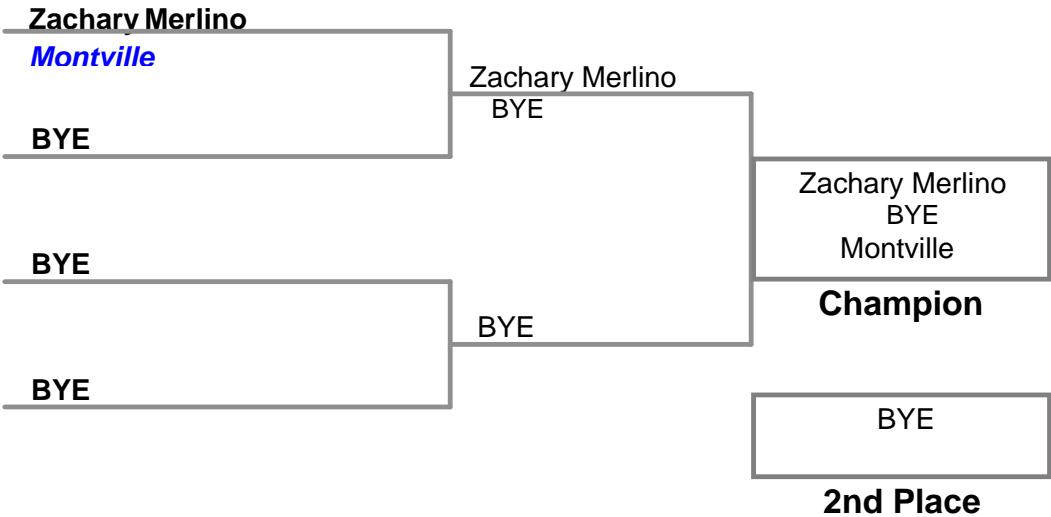 Zachary Merlino
Montville
BYE
BYE
BYE
Zachary Merlino
BYE
BYE
Zachary Merlino
BYE
Montville
Champion
BYE
2nd Place